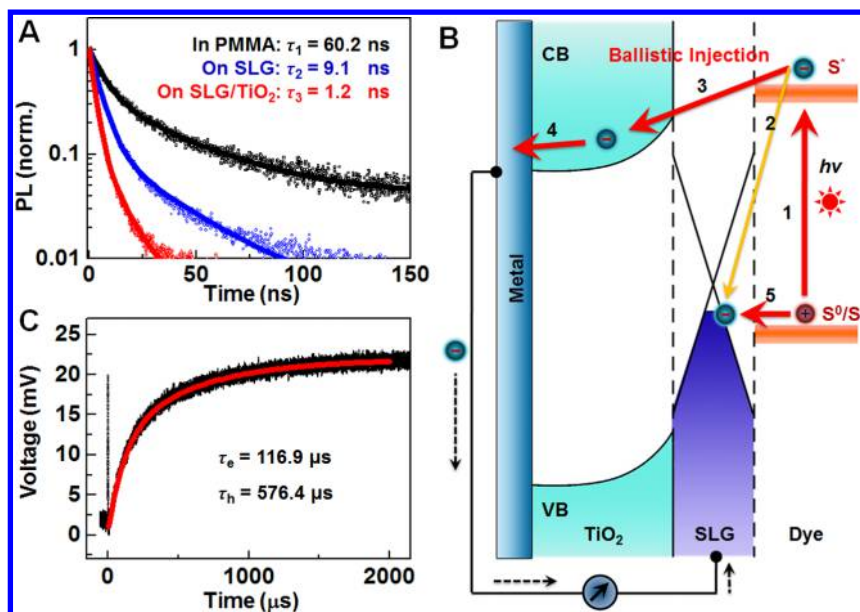 A
In PMMA: τ1 = 60.2 ns
On SLG: τ2 = 9.1 ns
On SLG/TiO2: τ3 = 1.2 ns
PL (norm.)
1
0.1
0.01
0
50
100
150
Time (ns)
C
Voltage (mV)
25
20
15
10
5
0
τe = 116.9 µs
τh = 576.4 µs
0
1000
2000
Time (µs)
B
CB
Ballistic Injection
S*
3
4
2
hν
1
Metal
5
S0/S
VB
TiO2
SLG
Dye